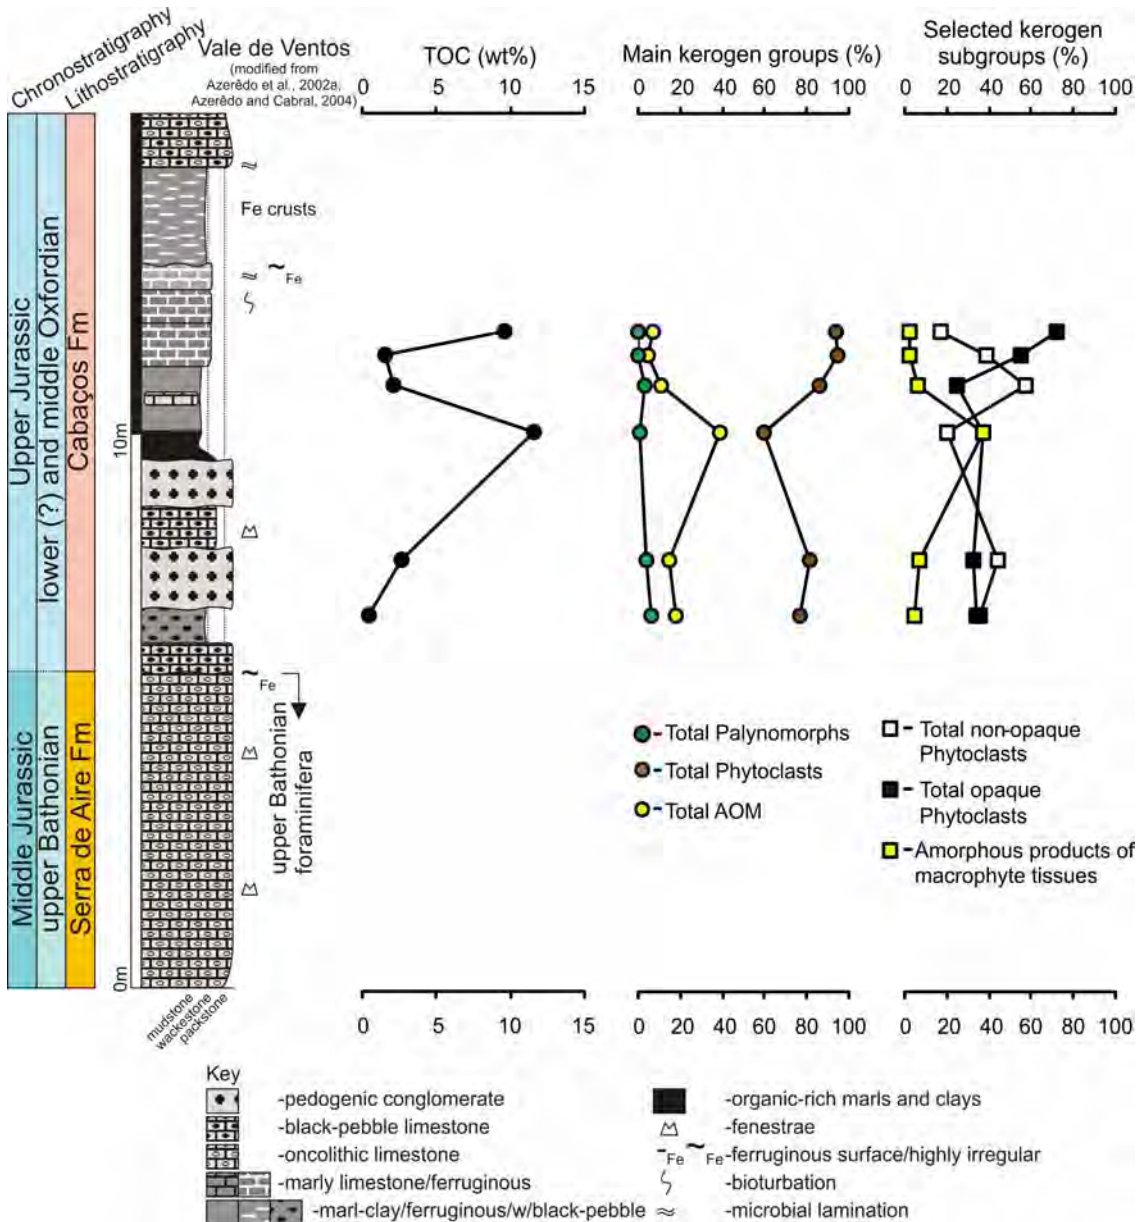 Chronostratigraphy
Lithostratigraphy
Vale de Ventos
(modified from
Azerêdo et al., 2002a,
Azerêdo and Cabral, 2004)
TOC (wt%)
0 5 10 15
Main kerogen groups (%)
0 20 40 60 80 100
Selected kerogen
subgroups (%)
0 20 40 60 80 100
Upper Jurassic
lower (?) and middle Oxfordian
Cabaços Fm
Middle Jurassic
upper Bathonian
Serra de Aire Fm
10m
0m
Fe crusts
Fe
Fe
upper Bathonian
foraminifera
mudstone
wackestone
packstone
Total Palynomorphs
Total Phytoclasts
Total AOM
Total non-opaque
Phytoclasts
Total opaque
Phytoclasts
Amorphous products of
macrophyte tissues
0 5 10 15
0 20 40 60 80 100
0 20 40 60 80 100
Key
-pedogenic conglomerate
-black-pebble limestone
-oncolithic limestone
-marly limestone/ferruginous
-marl-clay/ferruginous/w/black-pebble
-organic-rich marls and clays
-fenestrae
Fe Fe -ferruginous surface/highly irregular
-bioturbation
-microbial lamination